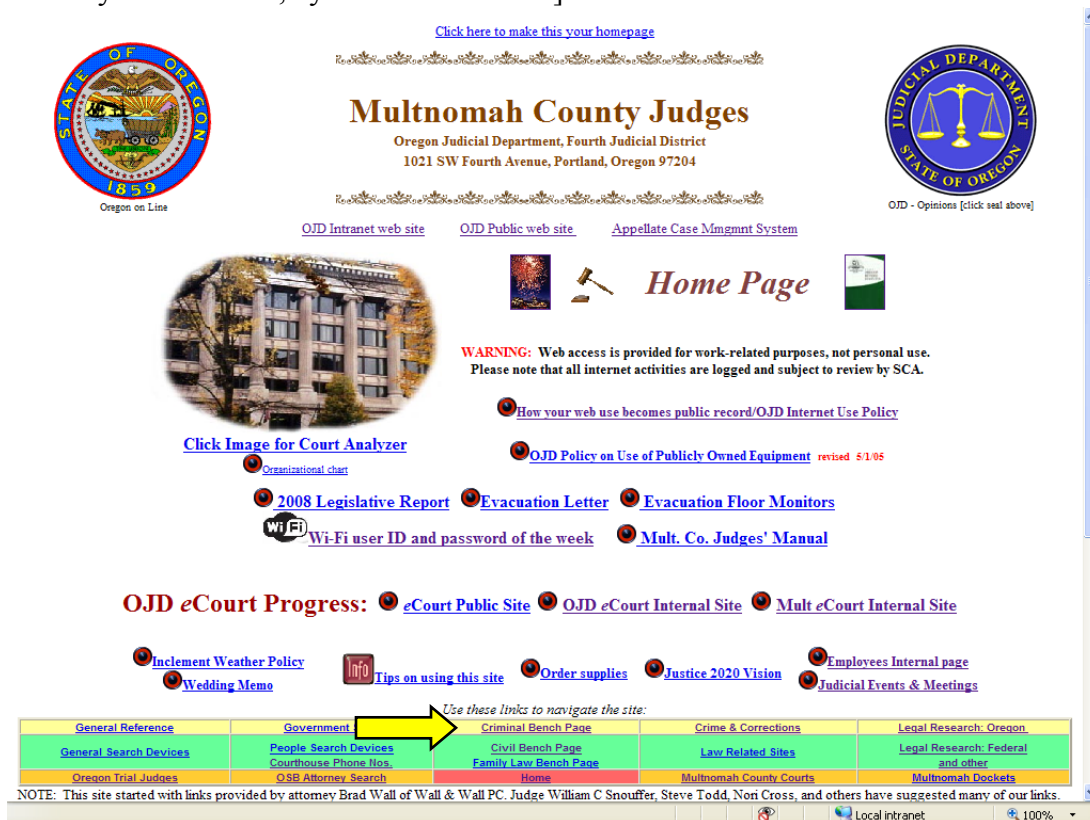 Click here to make this your homepage
STATE OF OREGON
1859
Multnomah County Judges
Oregon Judicial Department, Fourth Judicial District
1021 SW Fourth Avenue, Portland, Oregon 97204
JUDICIAL DEPARTMENT
STATE OF OREGON
Oregon on Line
OJD - Opinions [click seal above]
OJD Intranet web site OJD Public web site Appellate Case Mmgmnt System
Home Page
WARNING: Web access is provided for work-related purposes, not personal use.
Please note that all internet activities are logged and subject to review by SCA.
How your web use becomes public record/OJD Internet Use Policy
Click Image for Court Analyzer
Organizational chart
OJD Policy on Use of Publicly Owned Equipment revised 5/1/05
2008 Legislative Report Evacuation Letter Evacuation Floor Monitors
Wi Fi Wi-Fi user ID and password of the week Mult. Co. Judges' Manual
OJD eCourt Progress: eCourt Public Site OJD eCourt Internal Site Mult eCourt Internal Site
Inclement Weather Policy
Wedding Memo
Info Tips on using this site Order supplies Justice 2020 Vision
Employees Internal page
Judicial Events & Meetings
Use these links to navigate the site:
General Reference Government Criminal Bench Page Crime & Corrections Legal Research: Oregon
General Search Devices
People Search Devices
Courthouse Phone Nos.
Civil Bench Page
Family Law Bench Page
Law Related Sites
Legal Research: Federal
and other
Oregon Trial Judges OSB Attorney Search Home Multnomah County Courts Multnomah Dockets
NOTE: This site started with links provided by attorney Brad Wall of Wall & Wall PC. Judge William C Snouffer, Steve Todd, Nori Cross, and others have suggested many of our links.
Local intranet 100%